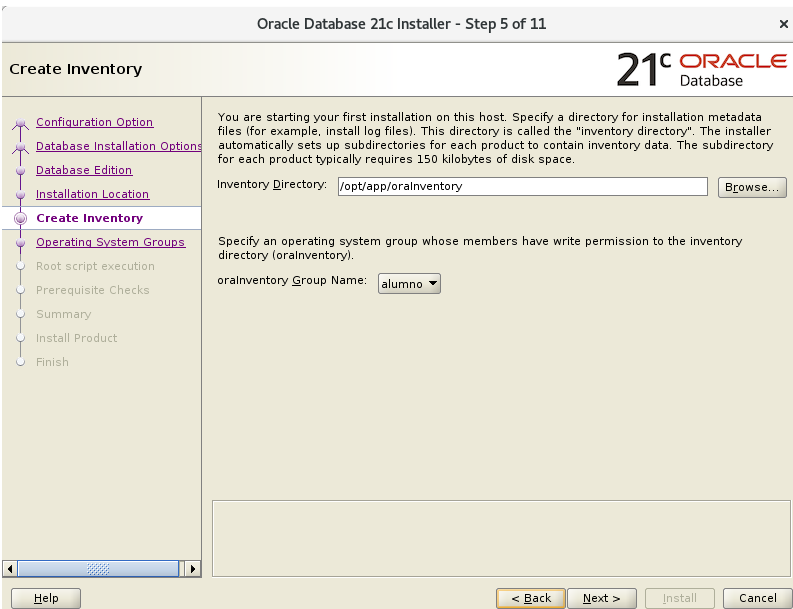 Oracle Database 21c Installer - Step 5 of 11
×
Create Inventory
21c ORACLE
Database
Configuration Option
Database Installation Options
Database Edition
Installation Location
Create Inventory
Operating System Groups
Root script execution
Prerequisite Checks
Summary
Install Product
Finish
You are starting your first installation on this host. Specify a directory for installation metadata
files (for example, install log files). This directory is called the "inventory directory". The installer
automatically sets up subdirectories for each product to contain inventory data. The subdirectory
for each product typically requires 150 kilobytes of disk space.
Inventory Directory: /opt/app/oraInventory Browse...
Specify an operating system group whose members have write permission to the inventory
directory (oraInventory).
oraInventory Group Name: alumno
Help < Back Next > Install Cancel